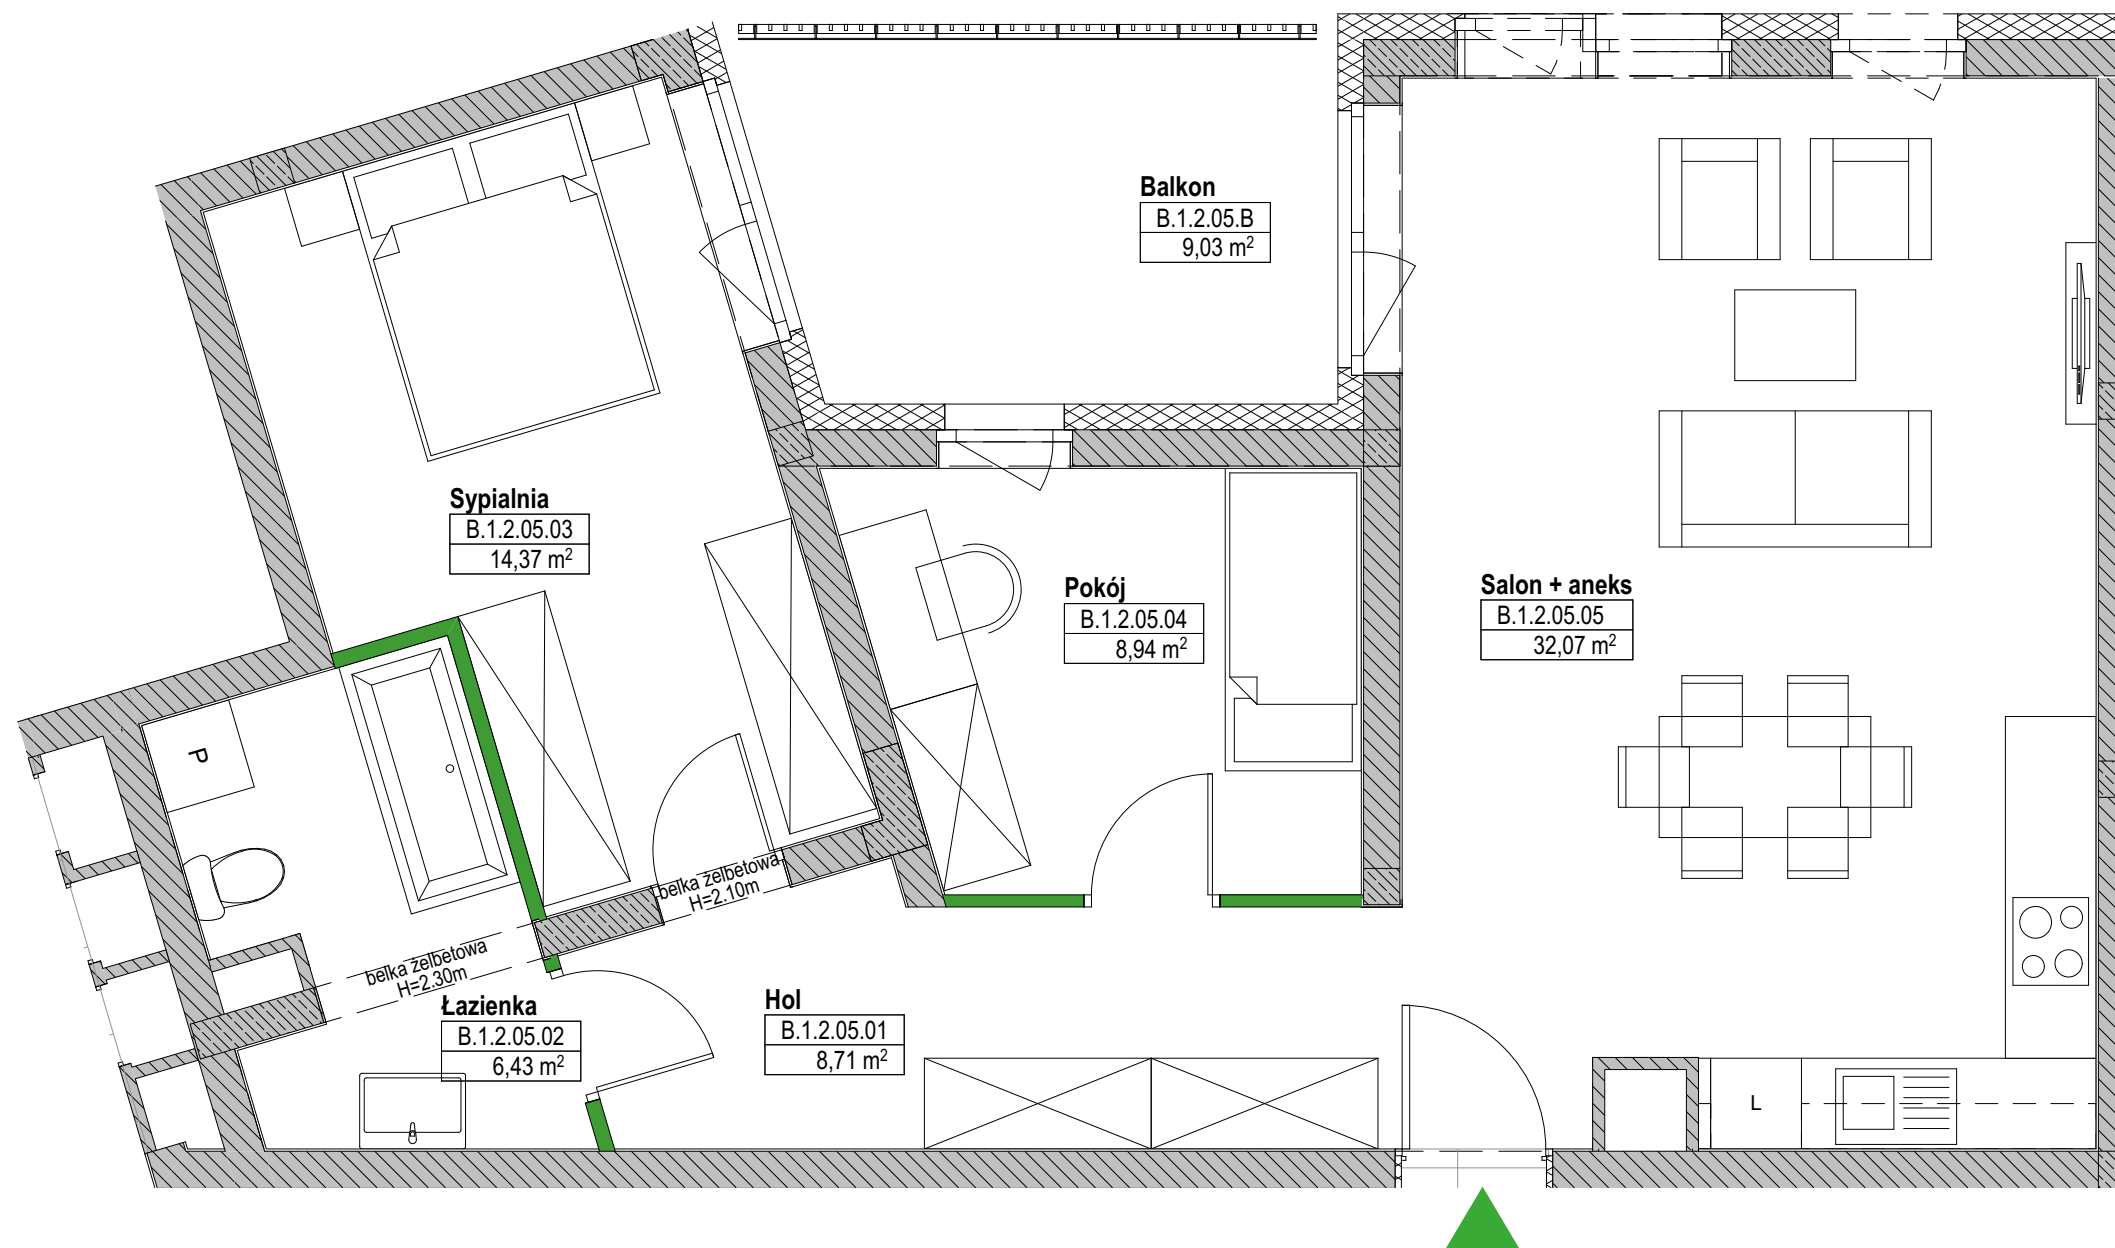 Balkon
B.1.2.05.B
9,03 m²
Sypialnia
B.1.2.05.03
14,37 m²
Pokój
B.1.2.05.04
8,94 m²
Salon + aneks
B.1.2.05.05
32,07 m²
P
belka żelbetowa
H=2.10m
belka żelbetowa
H=2.30m
Łazienka
B.1.2.05.02
6,43 m²
Hol
B.1.2.05.01
8,71 m²
L